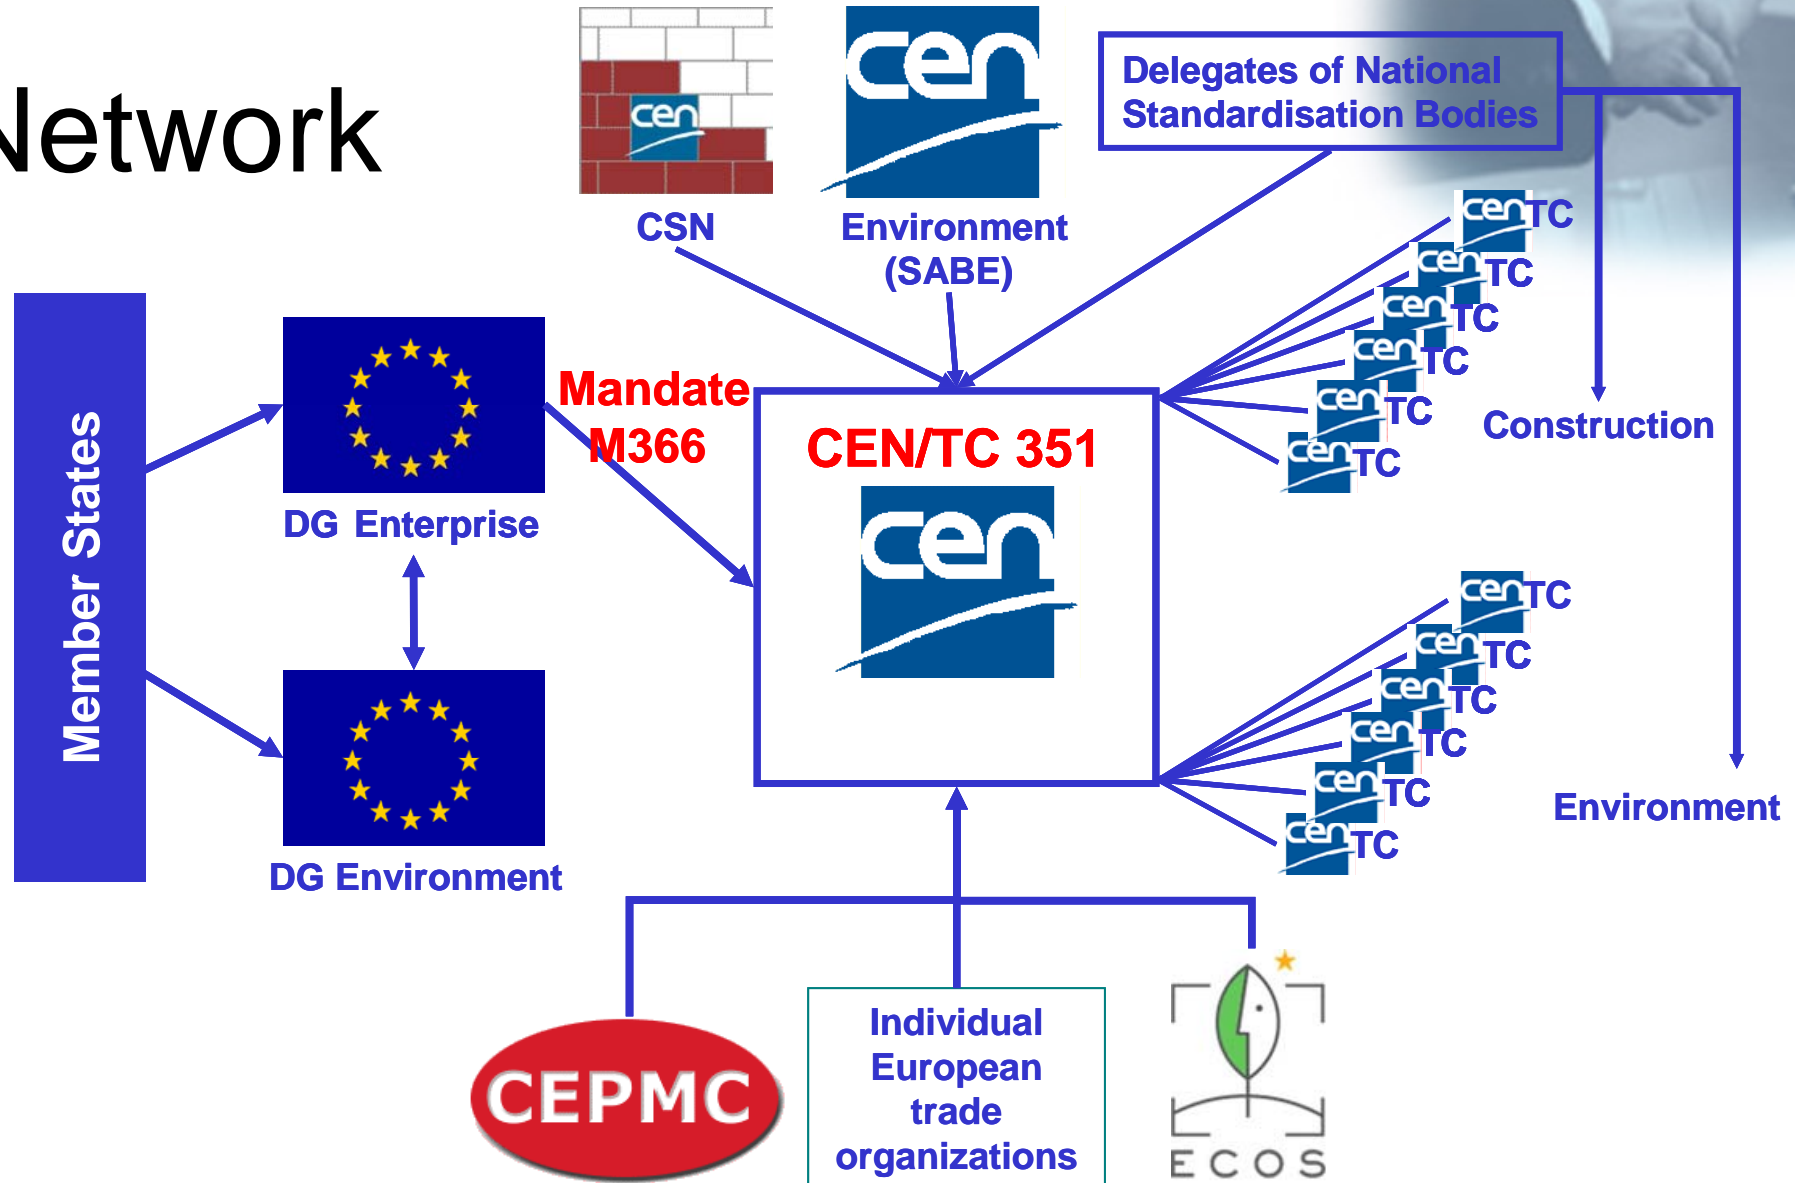 Network
cen
cen
Delegates of National
Standardisation Bodies
CSN
Environment
(SABE)
cen TC
cen TC
cen TC
cen TC
cen TC
cen TC
Construction
Member States
DG Enterprise
Mandate
M366
CEN/TC 351
cen
DG Environment
cen TC
cen TC
cen TC
cen TC
cen TC
cen TC
Environment
CEPMC
Individual
European
trade
organizations
ECOS